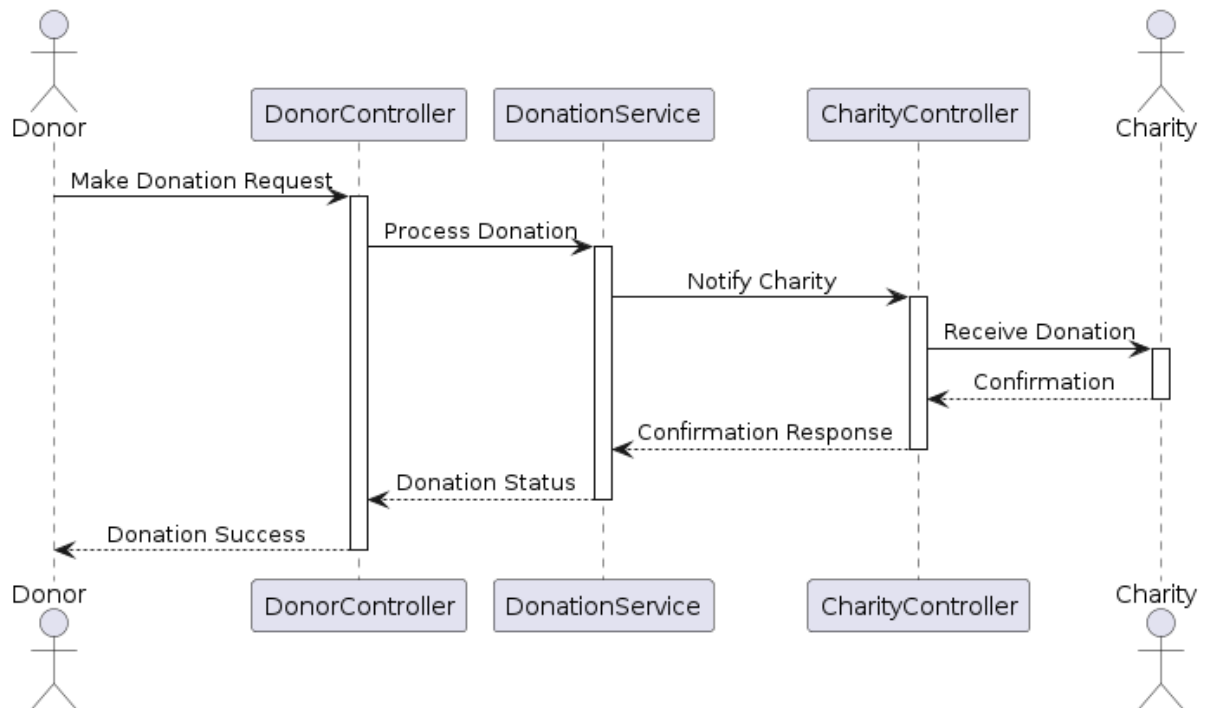 Donor
DonorController
DonationService
CharityController
Charity
Make Donation Request
Process Donation
Notify Charity
Receive Donation
Confirmation
Confirmation Response
Donation Status
Donation Success
Donor
DonorController
DonationService
CharityController
Charity